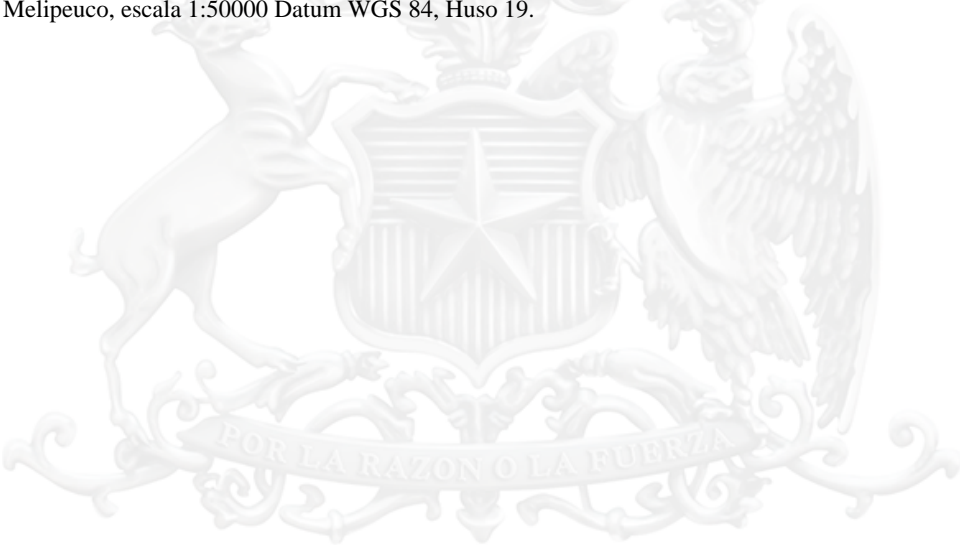 Melipeuco, escala 1:50000 Datum WGS 84, Huso 19.
POR LA RAZON O LA FUERZA